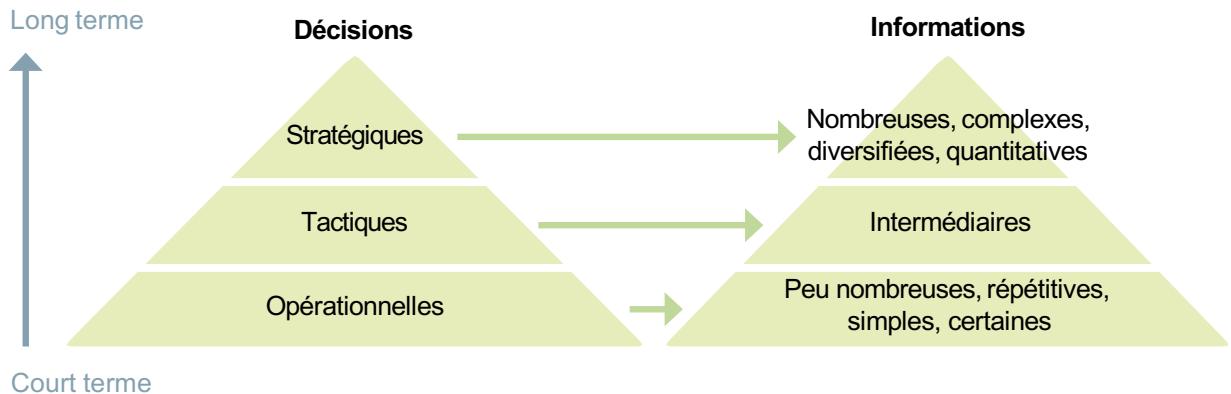 Long terme
Décisions
Informations
Stratégiques
Nombreuses, complexes,
diversifiées, quantitatives
Tactiques
Intermédiaires
Opérationnelles
Peu nombreuses, répétitives,
simples, certaines
Court terme